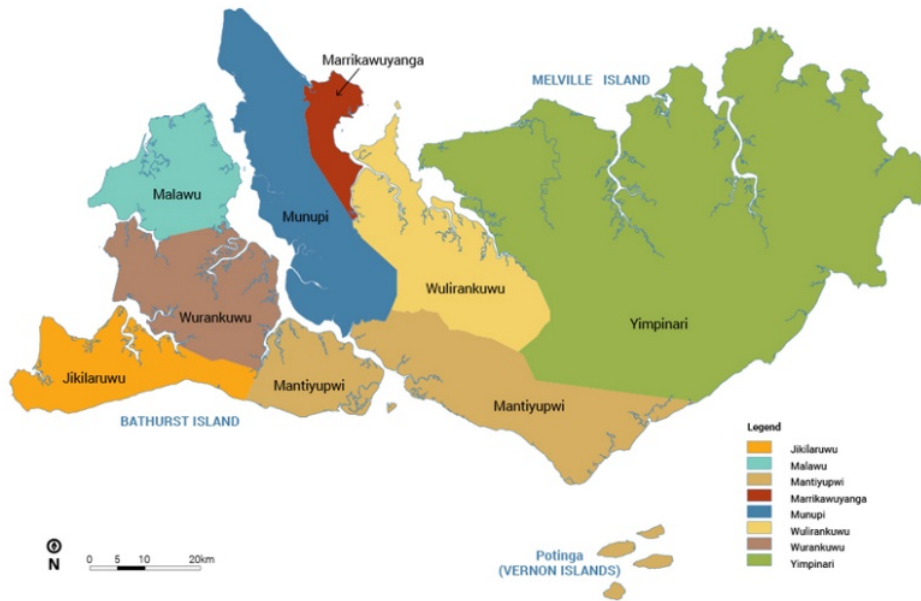 Marrikawuyanga
MELVILLE ISLAND
Malawu
Munupi
Wulirankuwu
Wurankuwu
Yimpinari
Jikilaruwu
Mantiyupwi
Mantiyupwi
BATHURST ISLAND
Legend
Jikilaruwu
Malawu
Mantiyupwi
Marrikawuyanga
Munupi
Wulirankuwu
Wurankuwu
Yimpinari
N
0 5 10 20km
Potinga
(VERNON ISLANDS)